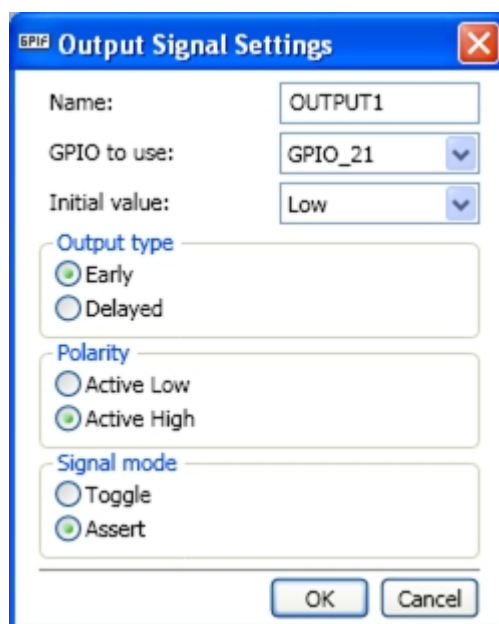 GPIF Output Signal Settings
Name: OUTPUT1
GPIO to use: GPIO_21
Initial value: Low
Output type
Early
Delayed
Polarity
Active Low
Active High
Signal mode
Toggle
Assert
OK Cancel